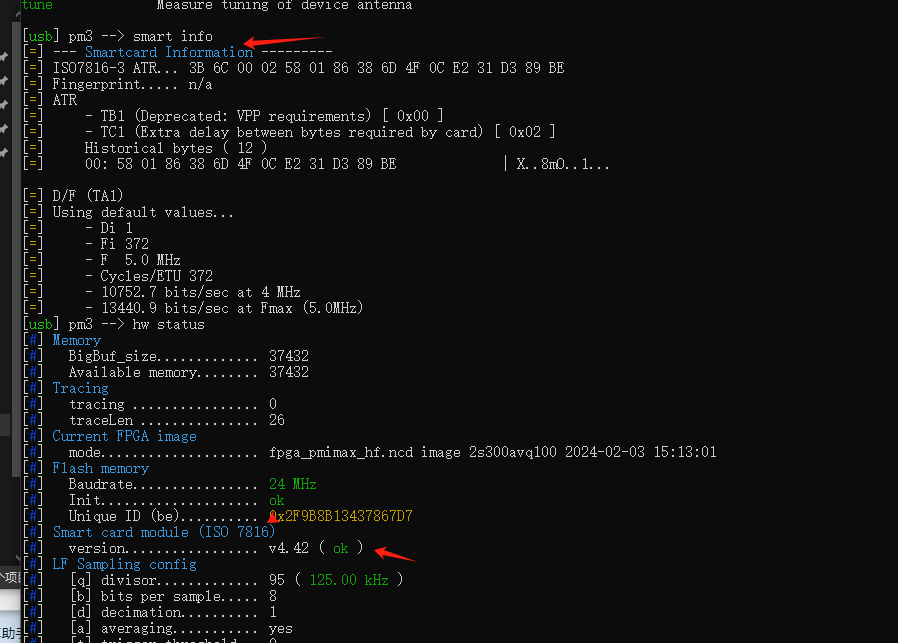 tune                Measure tuning of device antenna
[usb] pm3 --> smart info
[=] --- Smartcard Information ---------
[=] ISO7816-3 ATR... 3B 6C 00 02 58 01 86 38 6D 4F 0C E2 31 D3 89 BE
[=] Fingerprint..... n/a
[=] ATR
[=]     - TB1 (Deprecated: VPP requirements) [ 0x00 ]
[=]     - TC1 (Extra delay between bytes required by card) [ 0x02 ]
[=]     Historical bytes ( 12 )
[=]     00: 58 01 86 38 6D 4F 0C E2 31 D3 89 BE             | X..8mO..1...
[=] D/F (TA1)
[=] Using default values...
[=]     - Di 1
[=]     - Fi 372
[=]     - F  5.0 MHz
[=]     - Cycles/ETU 372
[=]     - 10752.7 bits/sec at 4 MHz
[=]     - 13440.9 bits/sec at Fmax (5.0MHz)
[usb] pm3 --> hw status
[#] Memory
[#]   BigBuf_size............. 37432
[#]   Available memory........ 37432
[#] Tracing
[#]   tracing ................ 0
[#]   traceLen ............... 26
[#] Current FPGA image
[#]   mode.................... fpga_pmimax_hf.ncd image 2s300avq100 2024-02-03 15:13:01
[#] Flash memory
[#]   Baudrate................ 24 MHz
[#]   Init.................... ok
[#]   Unique ID (be).......... 0x2F9B8B13437867D7
[#] Smart card module (ISO 7816)
[#]   version................. v4.42 ( ok )
[#] LF Sampling config
[#]   [q] divisor............. 95 ( 125.00 kHz )
[#]   [b] bits per sample..... 8
[#]   [d] decimation.......... 1
[#]   [a] averaging........... yes